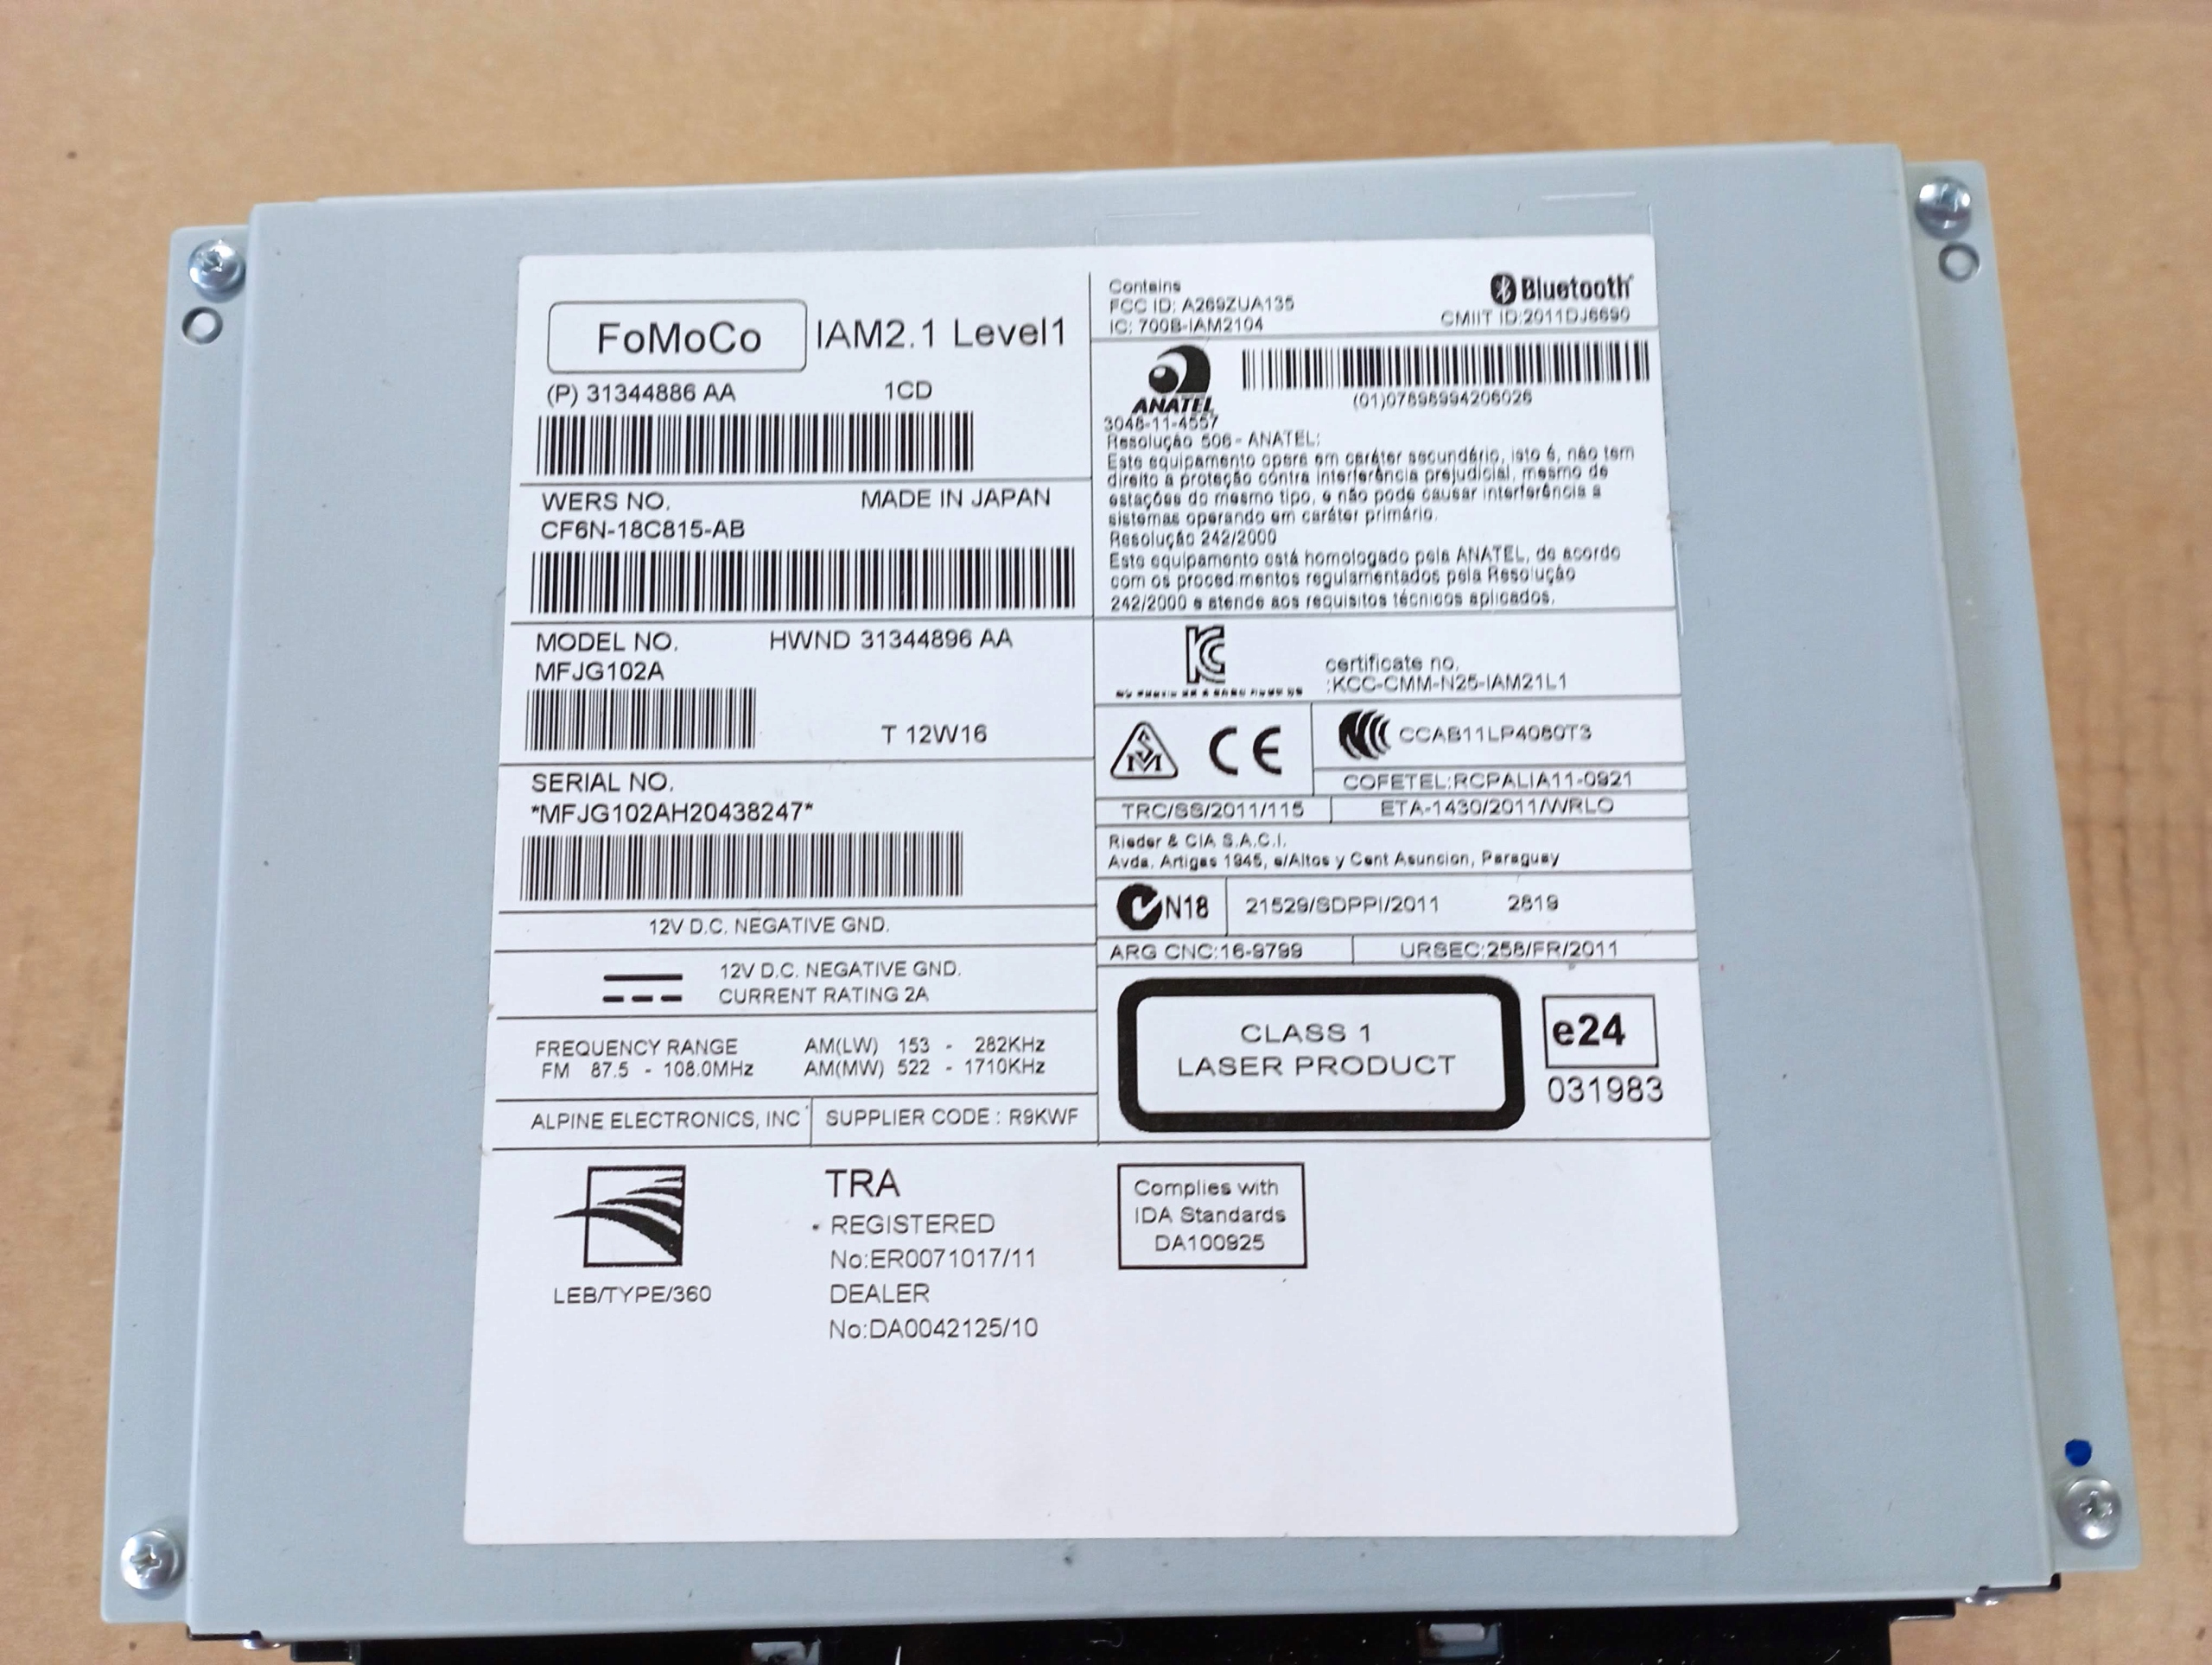 FoMoCo IAM2.1 Level1
(P) 31344886 AA 1CD
WERS NO. MADE IN JAPAN
CF6N-18C815-AB
MODEL NO. HWND 31344896 AA
MFJG102A
T 12W16
SERIAL NO.
*MFJG102AH20438247*
12V D.C. NEGATIVE GND.
12V D.C. NEGATIVE GND.
CURRENT RATING 2A
FREQUENCY RANGE AM(LW) 153 - 282KHz
FM 87.5 - 108.0MHz AM(MW) 522 - 1710KHz
ALPINE ELECTRONICS, INC SUPPLIER CODE : R9KWF
Contains
FCC ID: A269ZUA135
IC: 700B-IAM2104
Bluetooth
CMIIT ID:2011DJ6690
ANATEL
(01)07898994206026
3048-11-4557
Resolução 506 - ANATEL:
Este equipamento opera em caráter secundário, isto é, não tem
direito a proteção contra interferência prejudicial, mesmo de
estações do mesmo tipo, e não pode causar interferência a
sistemas operando em caráter primário.
Resolução 242/2000
Este equipamento está homologado pela ANATEL, de acordo
com os procedimentos regulamentados pela Resolução
242/2000 e atende aos requisitos técnicos aplicados.
certificate no.
:KCC-CMM-N25-IAM21L1
CE CCAB11LP4080T3
COFETEL:RCPALIA11-0921
TRC/SS/2011/115 ETA-1430/2011/WRLO
Rieder & CIA S.A.C.I.
Avda. Artigas 1945, e/Altos y Cent Asuncion, Paraguay
N18 21529/SDPPI/2011 2819
ARG CNC:16-9799 URSEC:258/FR/2011
CLASS 1
LASER PRODUCT
e24
031983
LEB/TYPE/360
TRA
REGISTERED
No:ER0071017/11
DEALER
No:DA0042125/10
Complies with
IDA Standards
DA100925